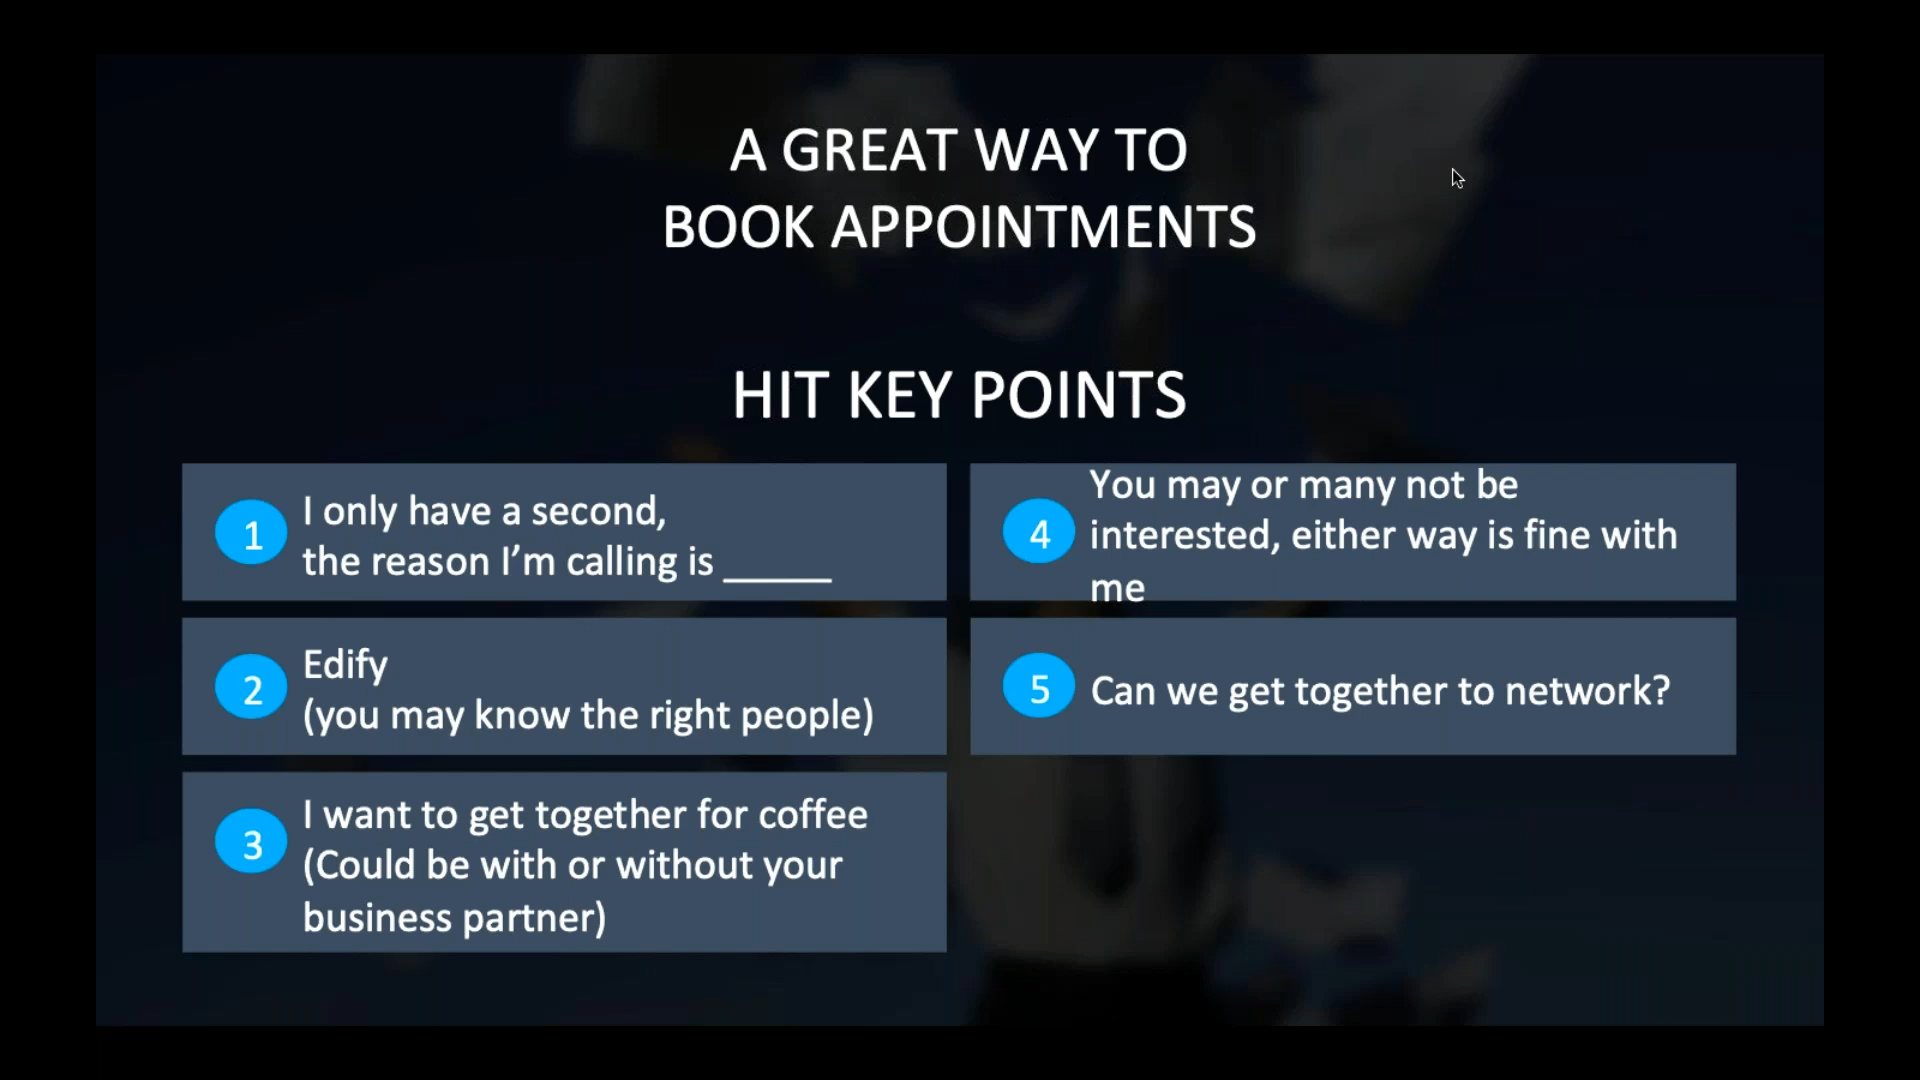 A GREAT WAY TO
BOOK APPOINTMENTS
HIT KEY POINTS
1
I only have a second,
the reason I'm calling is _____
2
Edify
(you may know the right people)
3
I want to get together for coffee
(Could be with or without your
business partner)
4
You may or many not be
interested, either way is fine with
me
5
Can we get together to network?